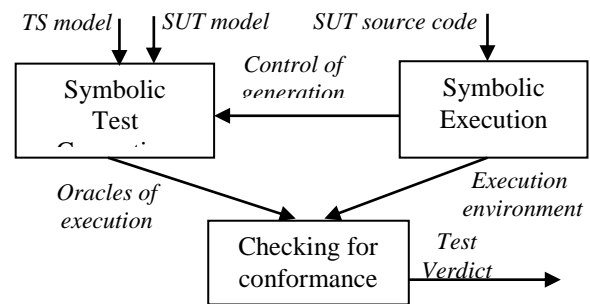 TS model
SUT model
SUT source code
Symbolic
Test
Control of
generation
Symbolic
Execution
Oracles of
execution
Execution
environment
Checking for
conformance
Test
Verdict